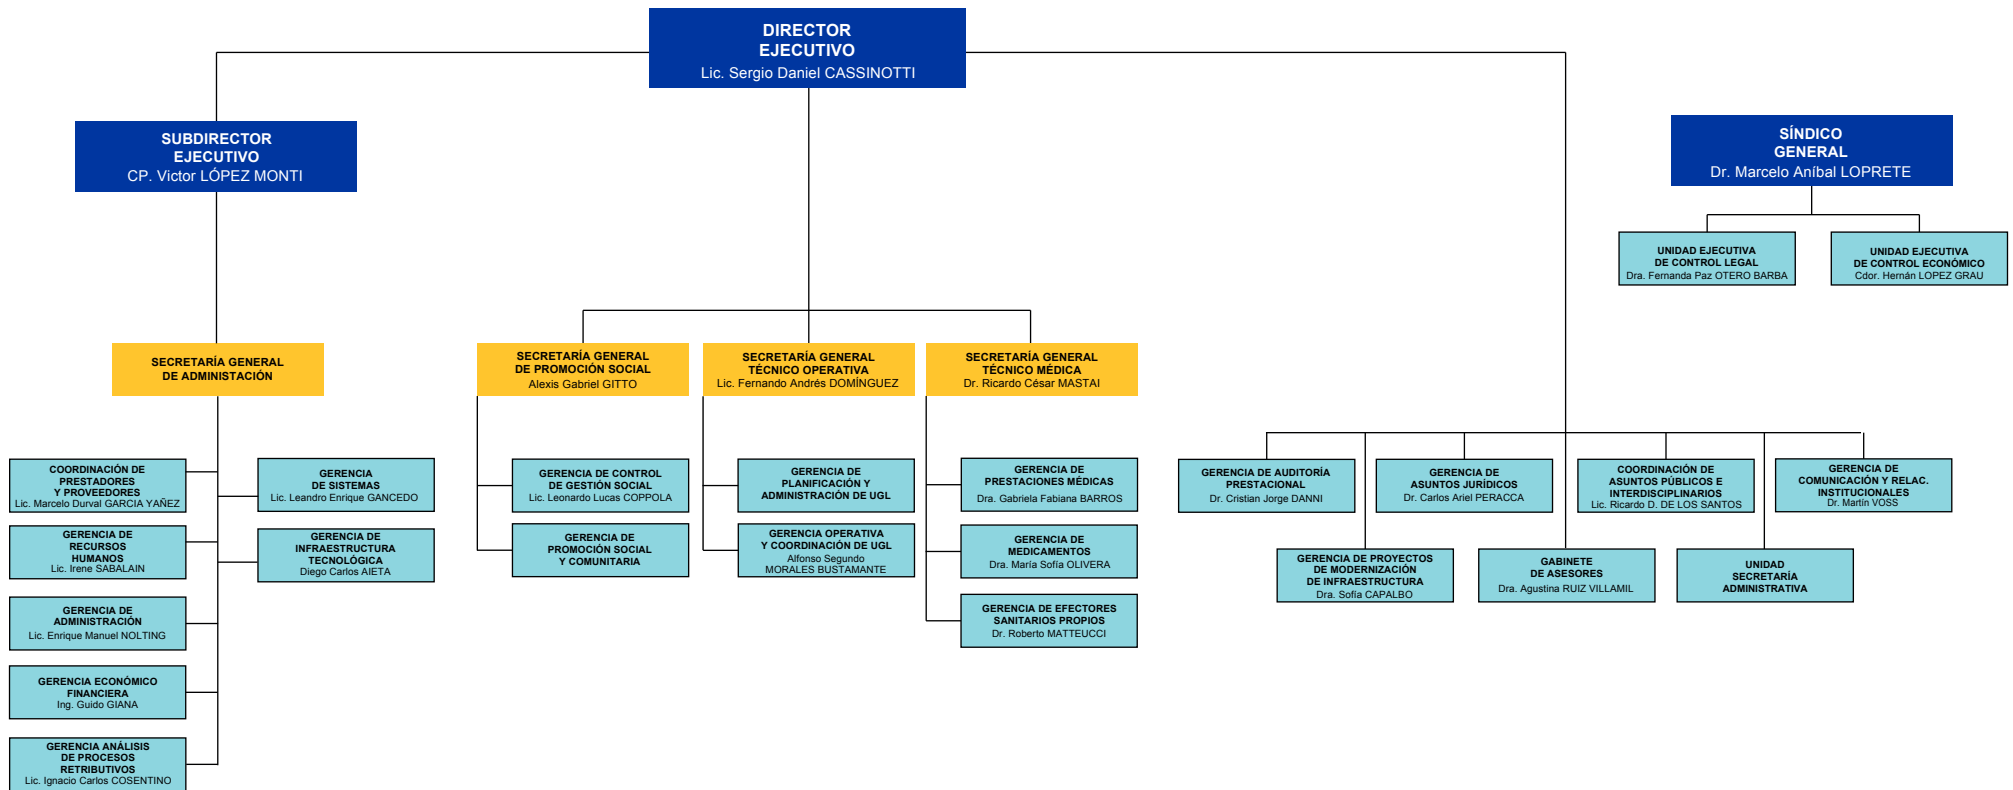 DIRECTOR
EJECUTIVO
Lic. Sergio Daniel CASSINOTTI
SUBDIRECTOR
EJECUTIVO
CP. Victor LÓPEZ MONTI
SÍNDICO
GENERAL
Dr. Marcelo Aníbal LOPRETE
UNIDAD EJECUTIVA
DE CONTROL LEGAL
Dra. Fernanda Paz OTERO BARBA
UNIDAD EJECUTIVA
DE CONTROL ECONÓMICO
Cdor. Hernán LOPEZ GRAU
SECRETARÍA GENERAL
DE ADMINISTACIÓN
SECRETARÍA GENERAL
DE PROMOCIÓN SOCIAL
Alexis Gabriel GITTO
SECRETARÍA GENERAL
TÉCNICO OPERATIVA
Lic. Fernando Andrés DOMÍNGUEZ
SECRETARÍA GENERAL
TÉCNICO MÉDICA
Dr. Ricardo César MASTAI
COORDINACIÓN DE
PRESTADORES
Y PROVEEDORES
Lic. Marcelo Durval GARCIA YAÑEZ
GERENCIA
DE SISTEMAS
Lic. Leandro Enrique GANCEDO
GERENCIA DE
RECURSOS
HUMANOS
Lic. Irene SABALAIN
GERENCIA DE
INFRAESTRUCTURA
TECNOLÓGICA
Diego Carlos AIETA
GERENCIA DE
ADMINISTRACIÓN
Lic. Enrique Manuel NOLTING
GERENCIA ECONÓMICO
FINANCIERA
Ing. Guido GIANA
GERENCIA ANÁLISIS
DE PROCESOS
RETRIBUTIVOS
Lic. Ignacio Carlos COSENTINO
GERENCIA DE CONTROL
DE GESTIÓN SOCIAL
Lic. Leonardo Lucas COPPOLA
GERENCIA DE
PROMOCIÓN SOCIAL
Y COMUNITARIA
GERENCIA DE
PLANIFICACIÓN Y
ADMINISTRACIÓN DE UGL
GERENCIA OPERATIVA
Y COORDINACIÓN DE UGL
Alfonso Segundo
MORALES BUSTAMANTE
GERENCIA DE
PRESTACIONES MÉDICAS
Dra. Gabriela Fabiana BARROS
GERENCIA DE
MEDICAMENTOS
Dra. María Sofía OLIVERA
GERENCIA DE EFECTORES
SANITARIOS PROPIOS
Dr. Roberto MATTEUCCI
GERENCIA DE AUDITORÍA
PRESTACIONAL
Dr. Cristian Jorge DANNI
GERENCIA DE
ASUNTOS JURÍDICOS
Dr. Carlos Ariel PERACCA
COORDINACIÓN DE
ASUNTOS PÚBLICOS E
INTERDISCIPLINARIOS
Lic. Ricardo D. DE LOS SANTOS
GERENCIA DE
COMUNICACIÓN Y RELAC.
INSTITUCIONALES
Dr. Martín VOSS
GERENCIA DE PROYECTOS
DE MODERNIZACIÓN
DE INFRAESTRUCTURA
Dra. Sofía CAPALBO
GABINETE
DE ASESORES
Dra. Agustina RUIZ VILLAMIL
UNIDAD
SECRETARÍA
ADMINISTRATIVA